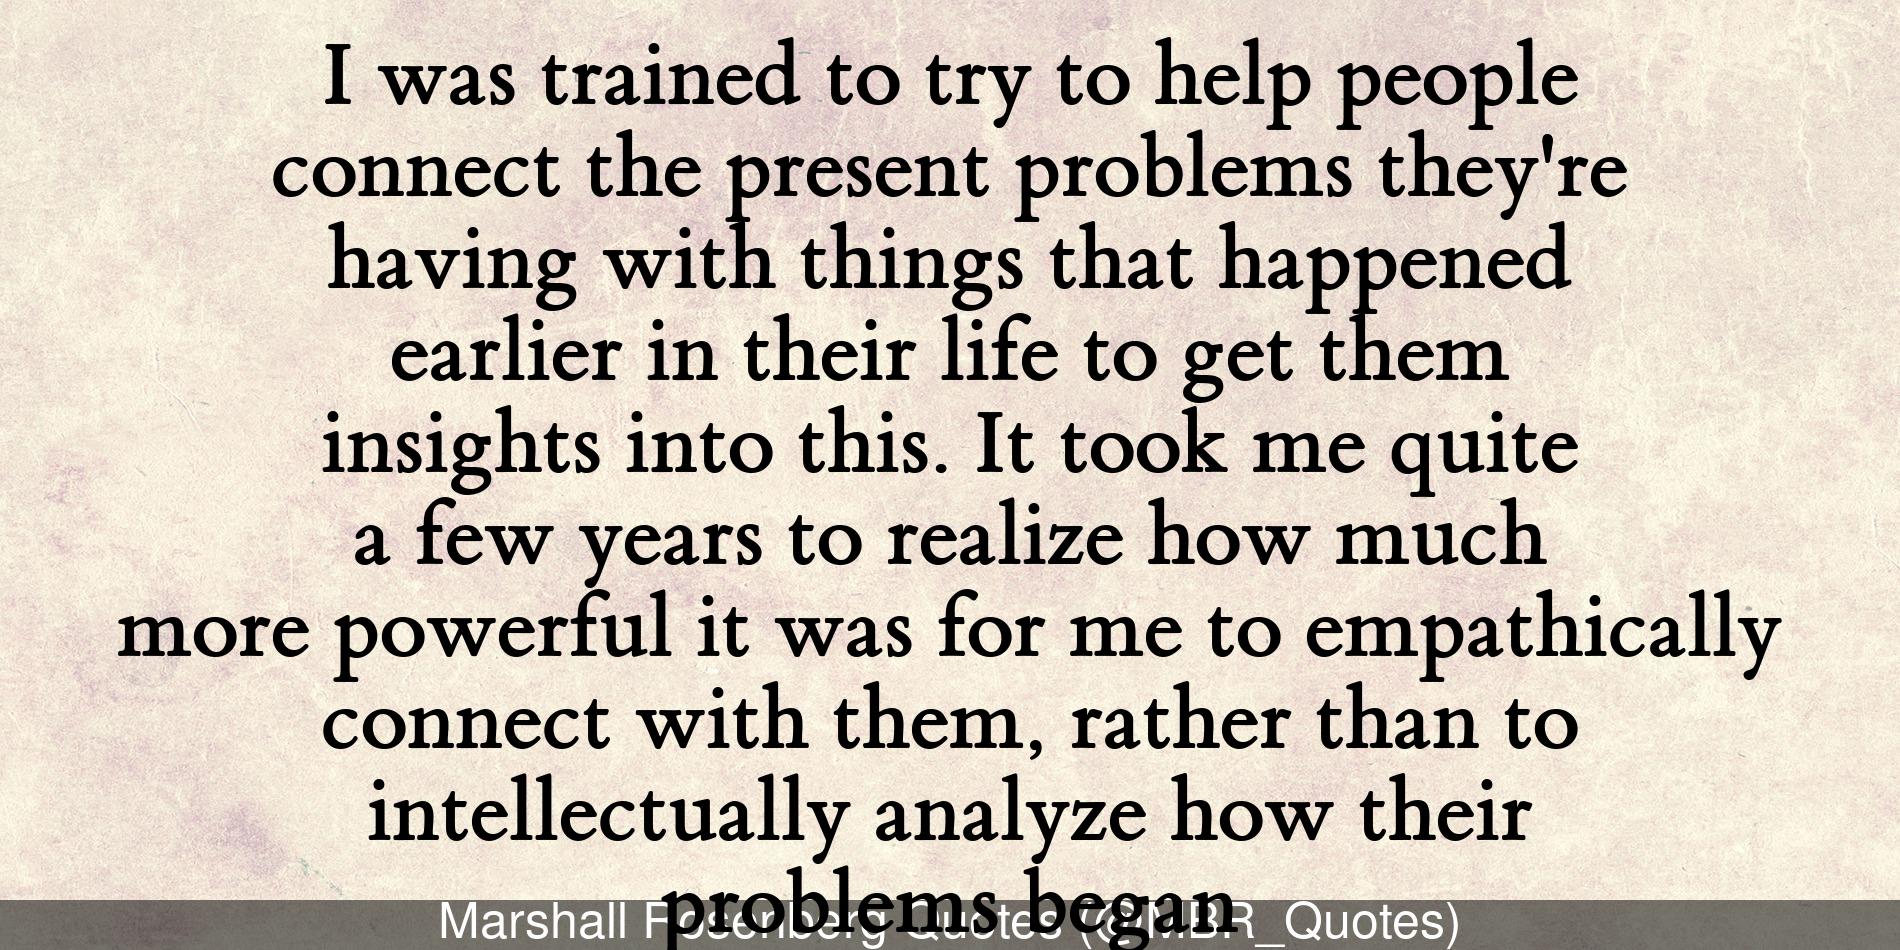 I was trained to try to help people
connect the present problems they're
having with things that happened
earlier in their life to get them
insights into this. It took me quite
a few years to realize how much
more powerful it was for me to empathically
connect with them, rather than to
intellectually analyze how their
problems began
Marshall Rosenberg Quotes (@MBR_Quotes)